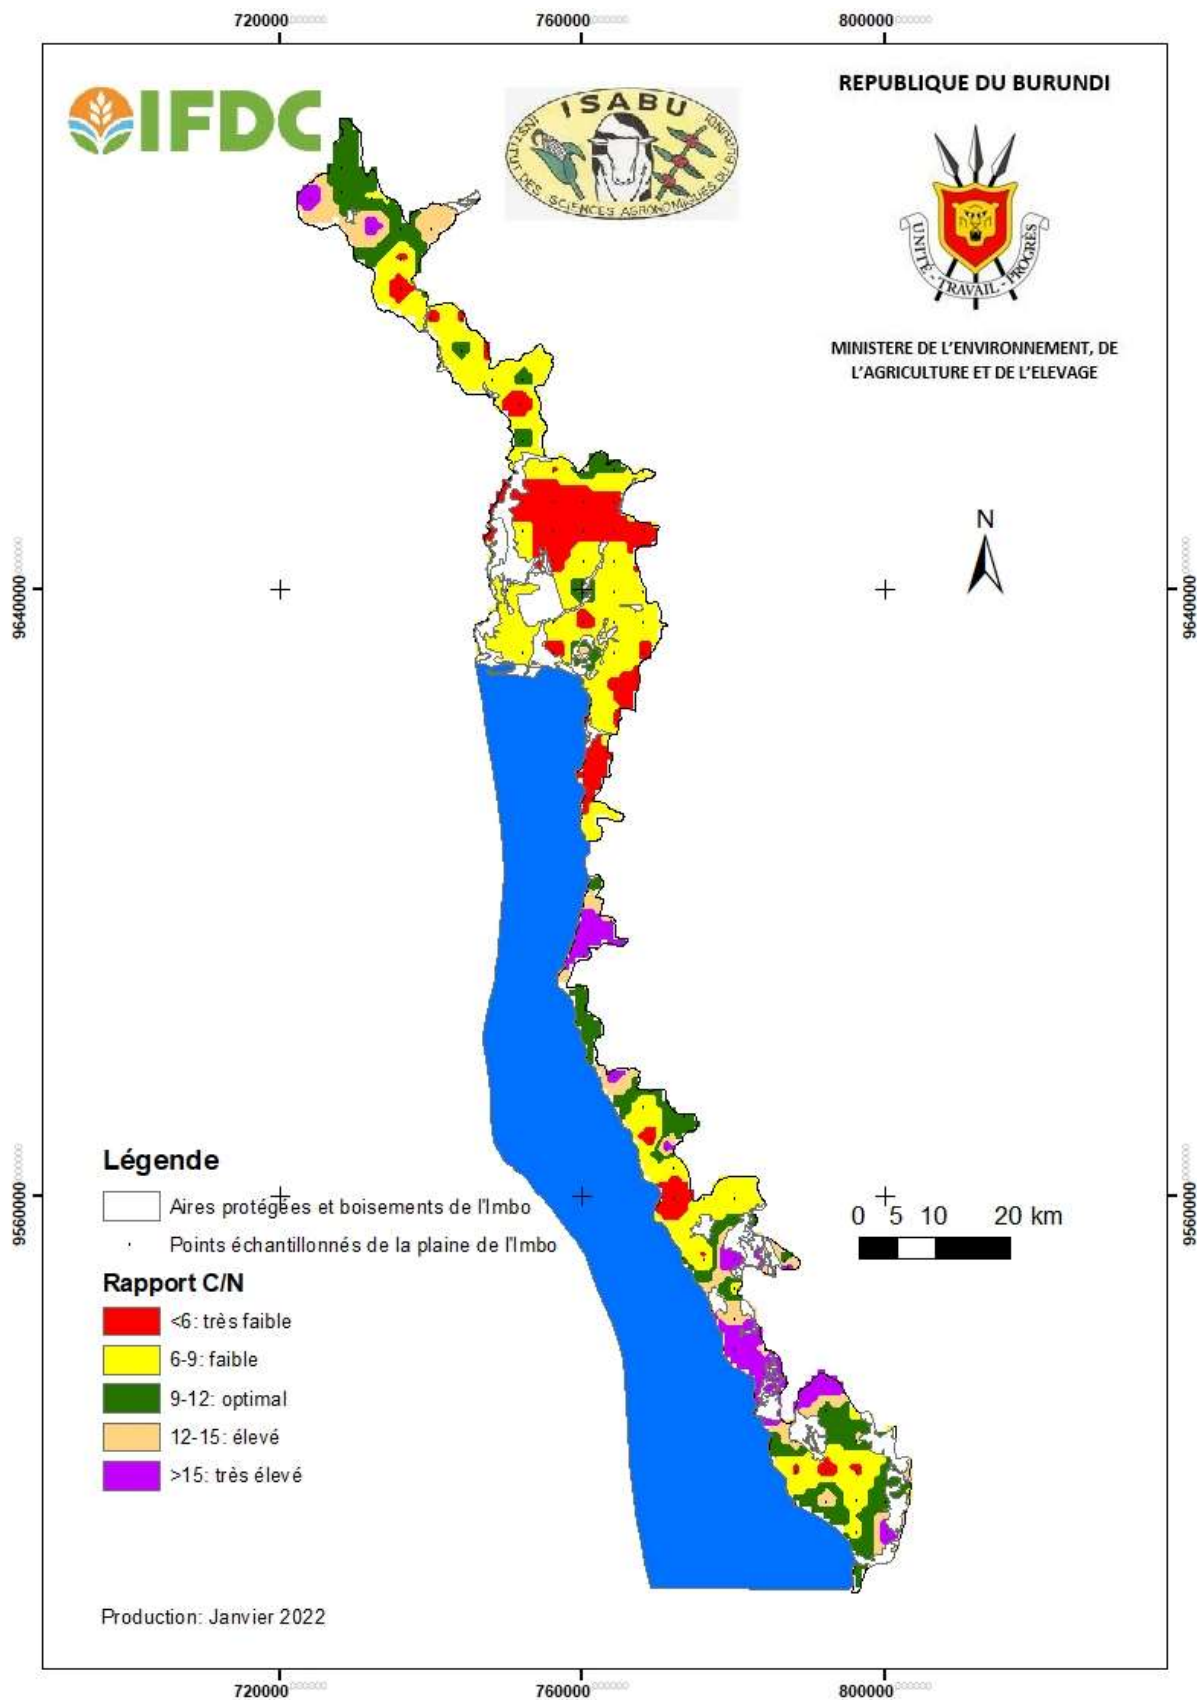 720000 760000 800000
IFDC
ISABU
INSTITUT DES SCIENCES AGRONOMIQUES DU BURUNDI
REPUBLIQUE DU BURUNDI
UNITÉ - TRAVAIL - PROGRÈS
MINISTERE DE L'ENVIRONNEMENT, DE
L'AGRICULTURE ET DE L'ELEVAGE
N
9640000 9640000
Légende
Aires protégées et boisements de l'Imbo
Points échantillonnés de la plaine de l'Imbo
Rapport C/N
<6: très faible
6-9: faible
9-12: optimal
12-15: élevé
>15: très élevé
9560000 9560000
0 5 10 20 km
Production: Janvier 2022
720000 760000 800000